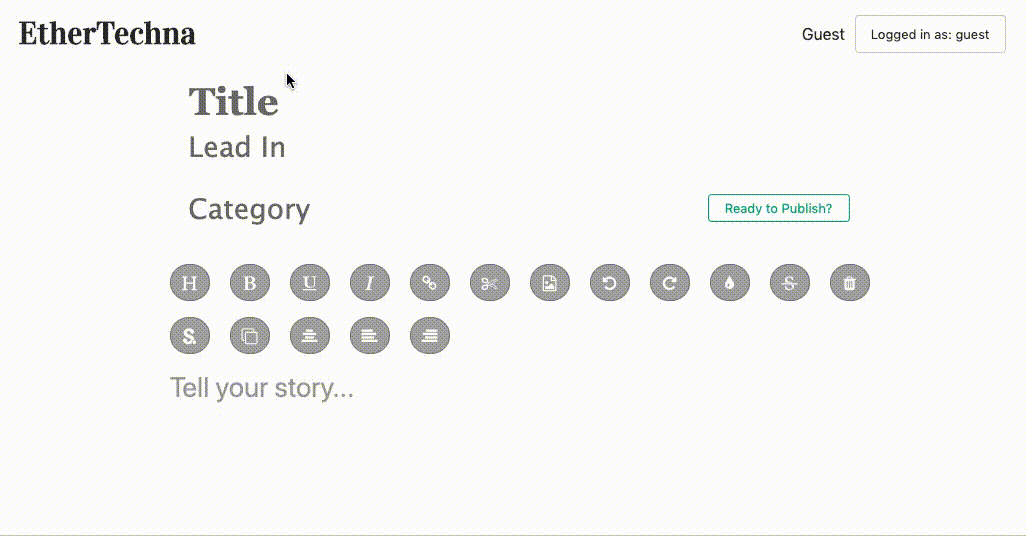 EtherTechna
Guest
Logged in as: guest
Title
Lead In
Category
Ready to Publish?
H B U I S
S
Tell your story...